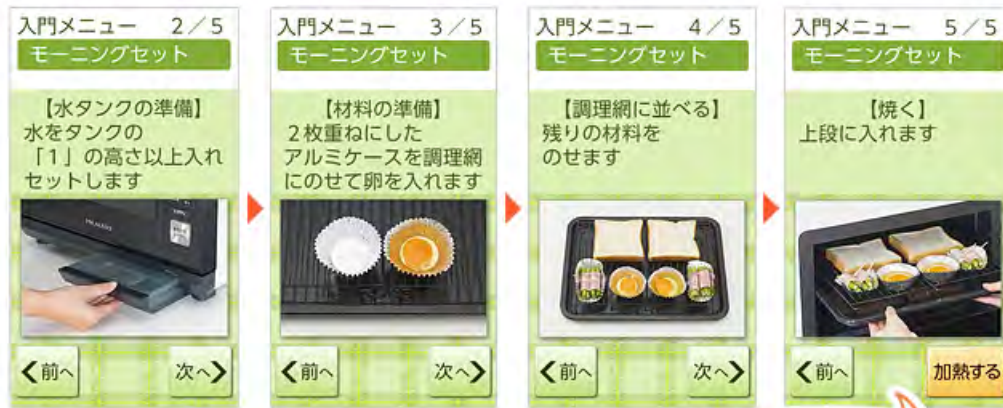 入門メニュー 2／5
モーニングセット
【水タンクの準備】
水をタンクの
「1」の高さ以上入れ
セットします
前へ
次へ
入門メニュー 3／5
モーニングセット
【材料の準備】
２枚重ねにした
アルミケースを調理網
にのせて卵を入れます
前へ
次へ
入門メニュー 4／5
モーニングセット
【調理網に並べる】
残りの材料を
のせます
前へ
次へ
入門メニュー 5／5
モーニングセット
【焼く】
上段に入れます
前へ
加熱する